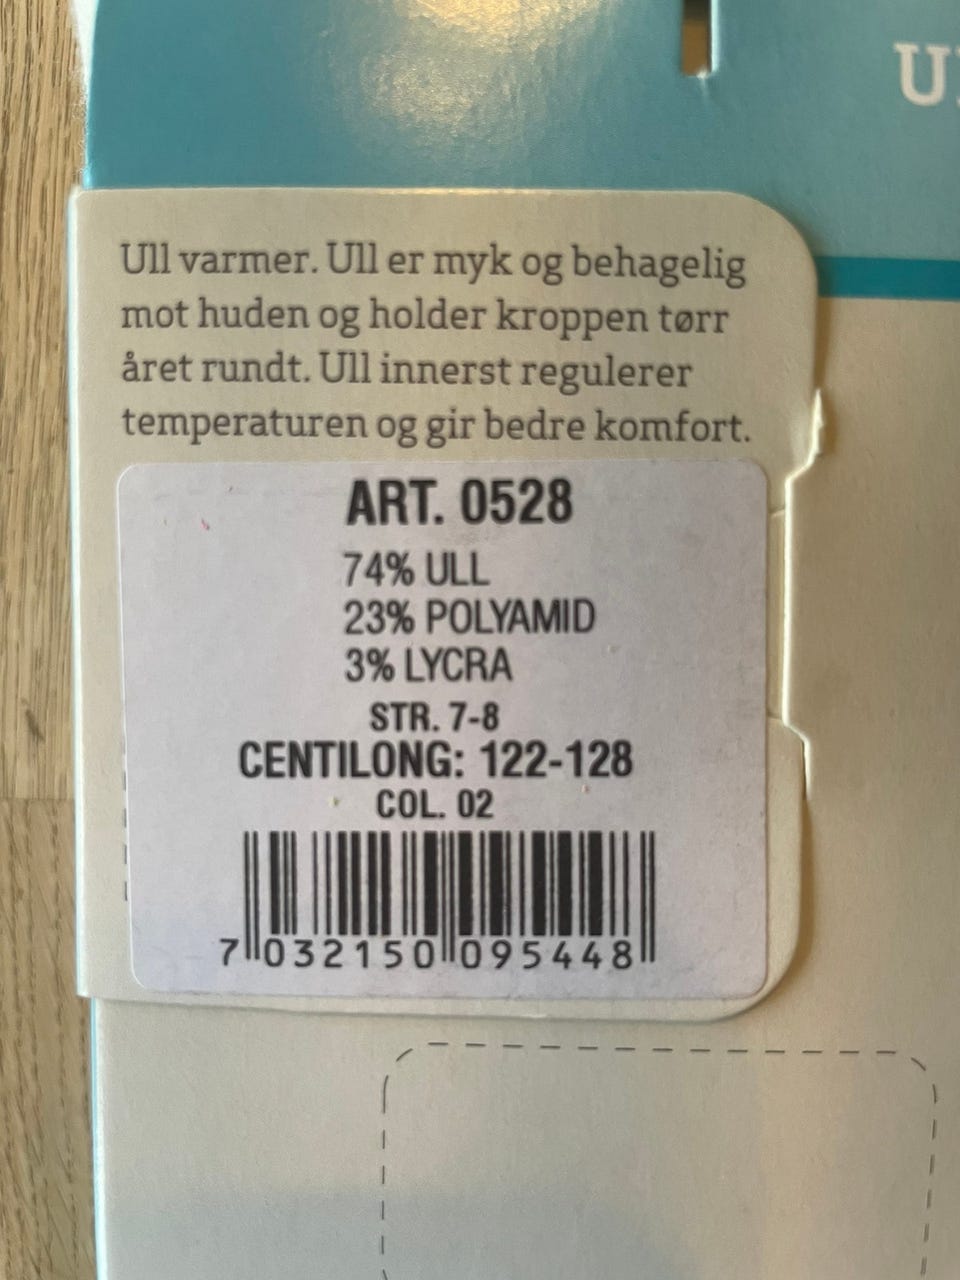 Ull varmer. Ull er myk og behagelig
mot huden og holder kroppen tørr
året rundt. Ull innerst regulerer
temperaturen og gir bedre komfort.
ART. 0528
74% ULL
23% POLYAMID
3% LYCRA
STR. 7-8
CENTILONG: 122-128
COL. 02
7 032150 095448